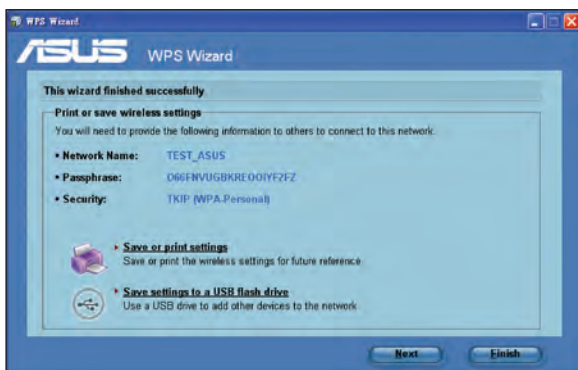 WPS Wizard
ASUS WPS Wizard
This wizard finished successfully
Print or save wireless settings
You will need to provide the following information to others to connect to this network.
• Network Name: TEST_ASUS
• Passphrase:
• Security: TKIP (WPA-Personal)
Save or print settings
Save or print the wireless settings for future reference
Save settings to a USB flash drive
Use a USB drive to add other devices to the network
Next Finish